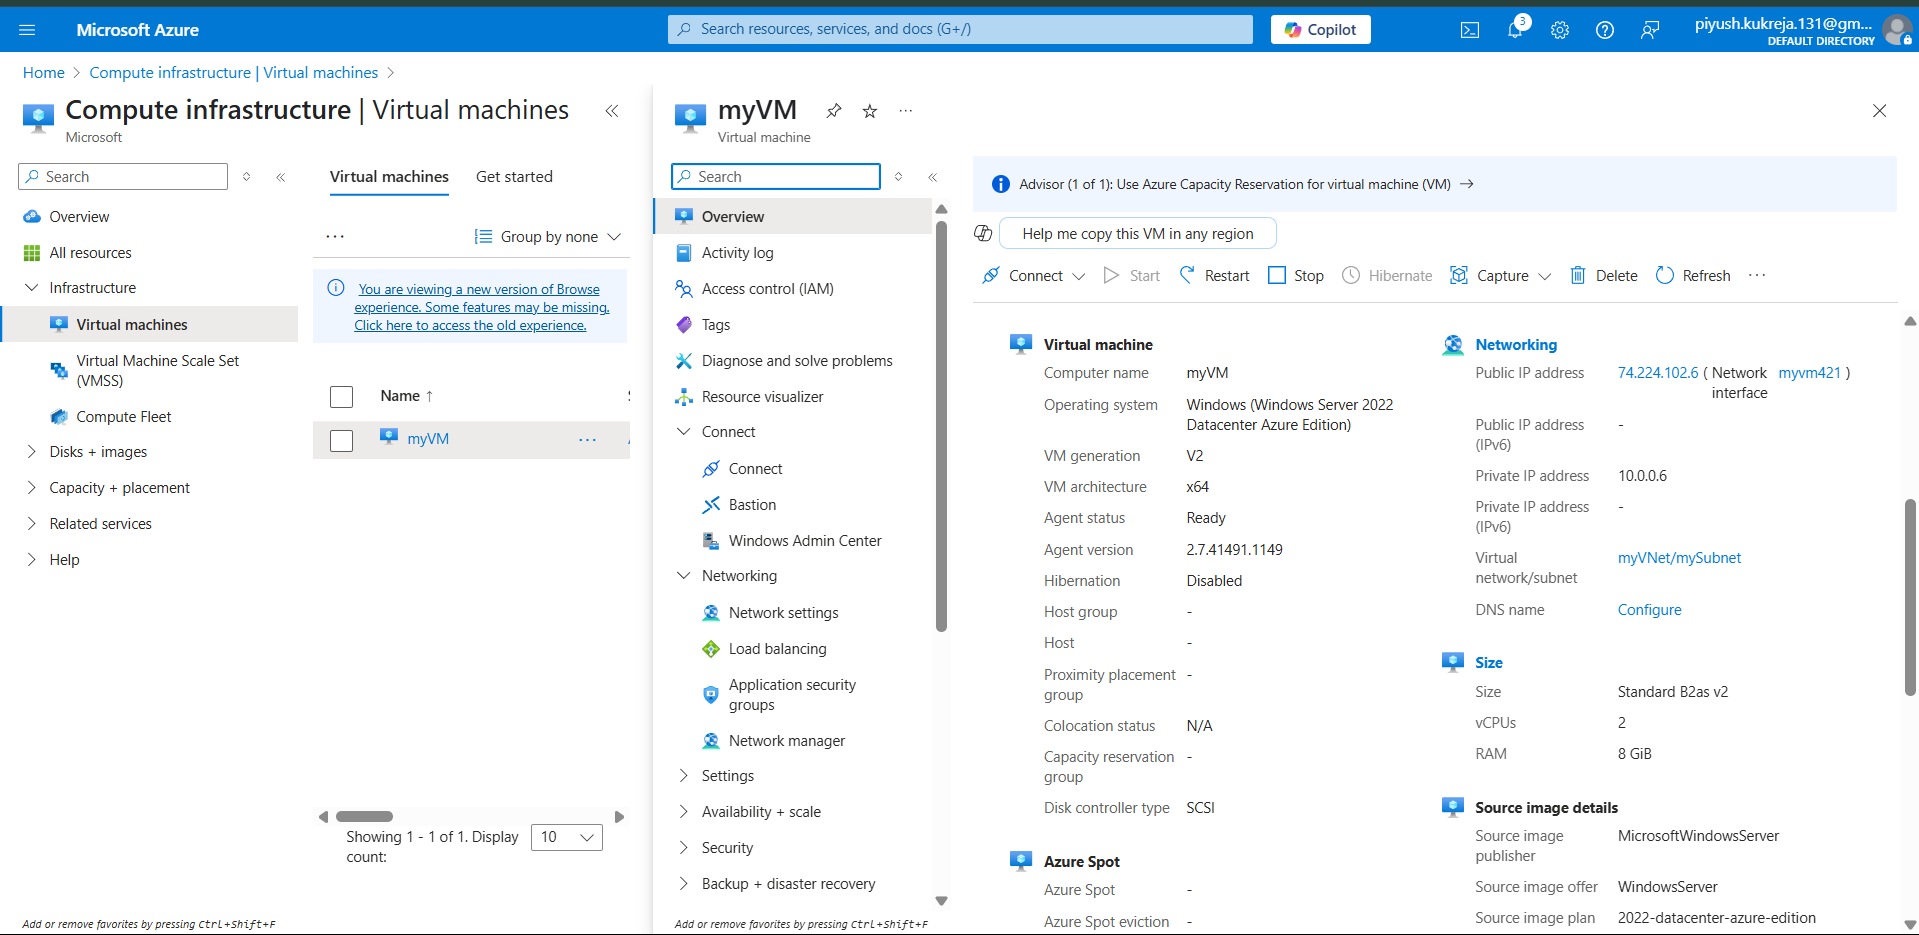 Microsoft Azure
Search resources, services, and docs (G+/)
Copilot
3
piyush.kukreja.131@gm...
DEFAULT DIRECTORY
Home > Compute infrastructure | Virtual machines >
Compute infrastructure | Virtual machines
Microsoft
Search
Overview
All resources
Infrastructure
Virtual machines
Virtual Machine Scale Set
(VMSS)
Compute Fleet
Disks + images
Capacity + placement
Related services
Help
Add or remove favorites by pressing Ctrl+Shift+F
Virtual machines Get started
...
Group by none
You are viewing a new version of Browse
experience. Some features may be missing.
Click here to access the old experience.
Name ↑
myVM ...
Showing 1 - 1 of 1. Display 10
count:
myVM ...
Virtual machine
Search
Overview
Activity log
Access control (IAM)
Tags
Diagnose and solve problems
Resource visualizer
Connect
Connect
Bastion
Windows Admin Center
Networking
Network settings
Load balancing
Application security
groups
Network manager
Settings
Availability + scale
Security
Backup + disaster recovery
Add or remove favorites by pressing Ctrl+Shift+F
Advisor (1 of 1): Use Azure Capacity Reservation for virtual machine (VM) →
Help me copy this VM in any region
Connect Start Restart Stop Hibernate Capture Delete Refresh ...
Virtual machine
Computer name myVM
Operating system Windows (Windows Server 2022
Datacenter Azure Edition)
VM generation V2
VM architecture x64
Agent status Ready
Agent version 2.7.41491.1149
Hibernation Disabled
Host group -
Host -
Proximity placement -
group
Colocation status N/A
Capacity reservation -
group
Disk controller type SCSI
Azure Spot
Azure Spot -
Azure Spot eviction -
Networking
Public IP address 74.224.102.6 ( Network myvm421 )
interface
Public IP address -
(IPv6)
Private IP address 10.0.0.6
Private IP address -
(IPv6)
Virtual myVNet/mySubnet
network/subnet
DNS name Configure
Size
Size Standard B2as v2
vCPUs 2
RAM 8 GiB
Source image details
Source image MicrosoftWindowsServer
publisher
Source image offer WindowsServer
Source image plan 2022-datacenter-azure-edition